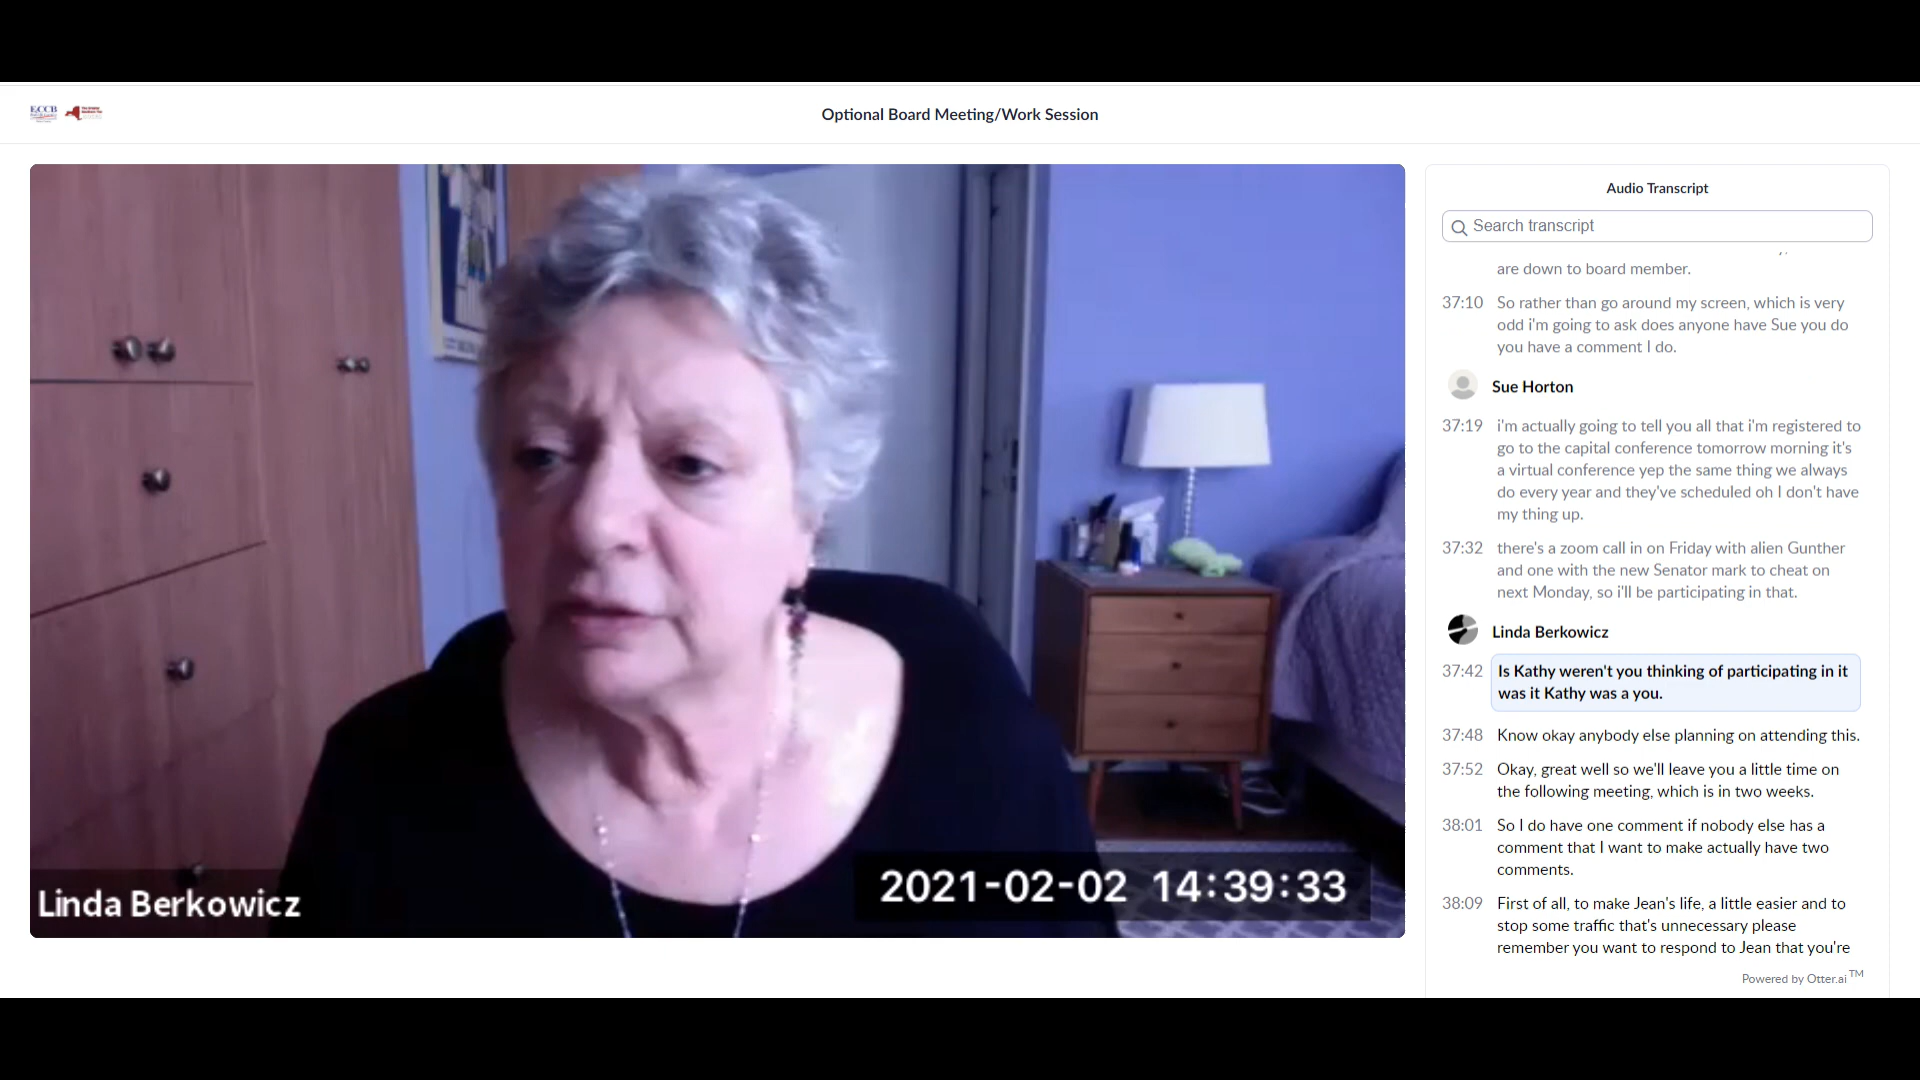 ECCB
Optional Board Meeting/Work Session
Linda Berkowicz
2021-02-02 14:39:33
Audio Transcript
Search transcript
are down to board member.
37:10 So rather than go around my screen, which is very
odd i'm going to ask does anyone have Sue you do
you have a comment I do.
Sue Horton
37:19 i'm actually going to tell you all that i'm registered to
go to the capital conference tomorrow morning it's
a virtual conference yep the same thing we always
do every year and they've scheduled oh I don't have
my thing up.
37:32 there's a zoom call in on Friday with alien Gunther
and one with the new Senator mark to cheat on
next Monday, so i'll be participating in that.
Linda Berkowicz
37:42 Is Kathy weren't you thinking of participating in it
was it Kathy was a you.
37:48 Know okay anybody else planning on attending this.
37:52 Okay, great well so we'll leave you a little time on
the following meeting, which is in two weeks.
38:01 So I do have one comment if nobody else has a
comment that I want to make actually have two
comments.
38:09 First of all, to make Jean's life, a little easier and to
stop some traffic that's unnecessary please
remember you want to respond to Jean that you're
Powered by Otter.ai TM